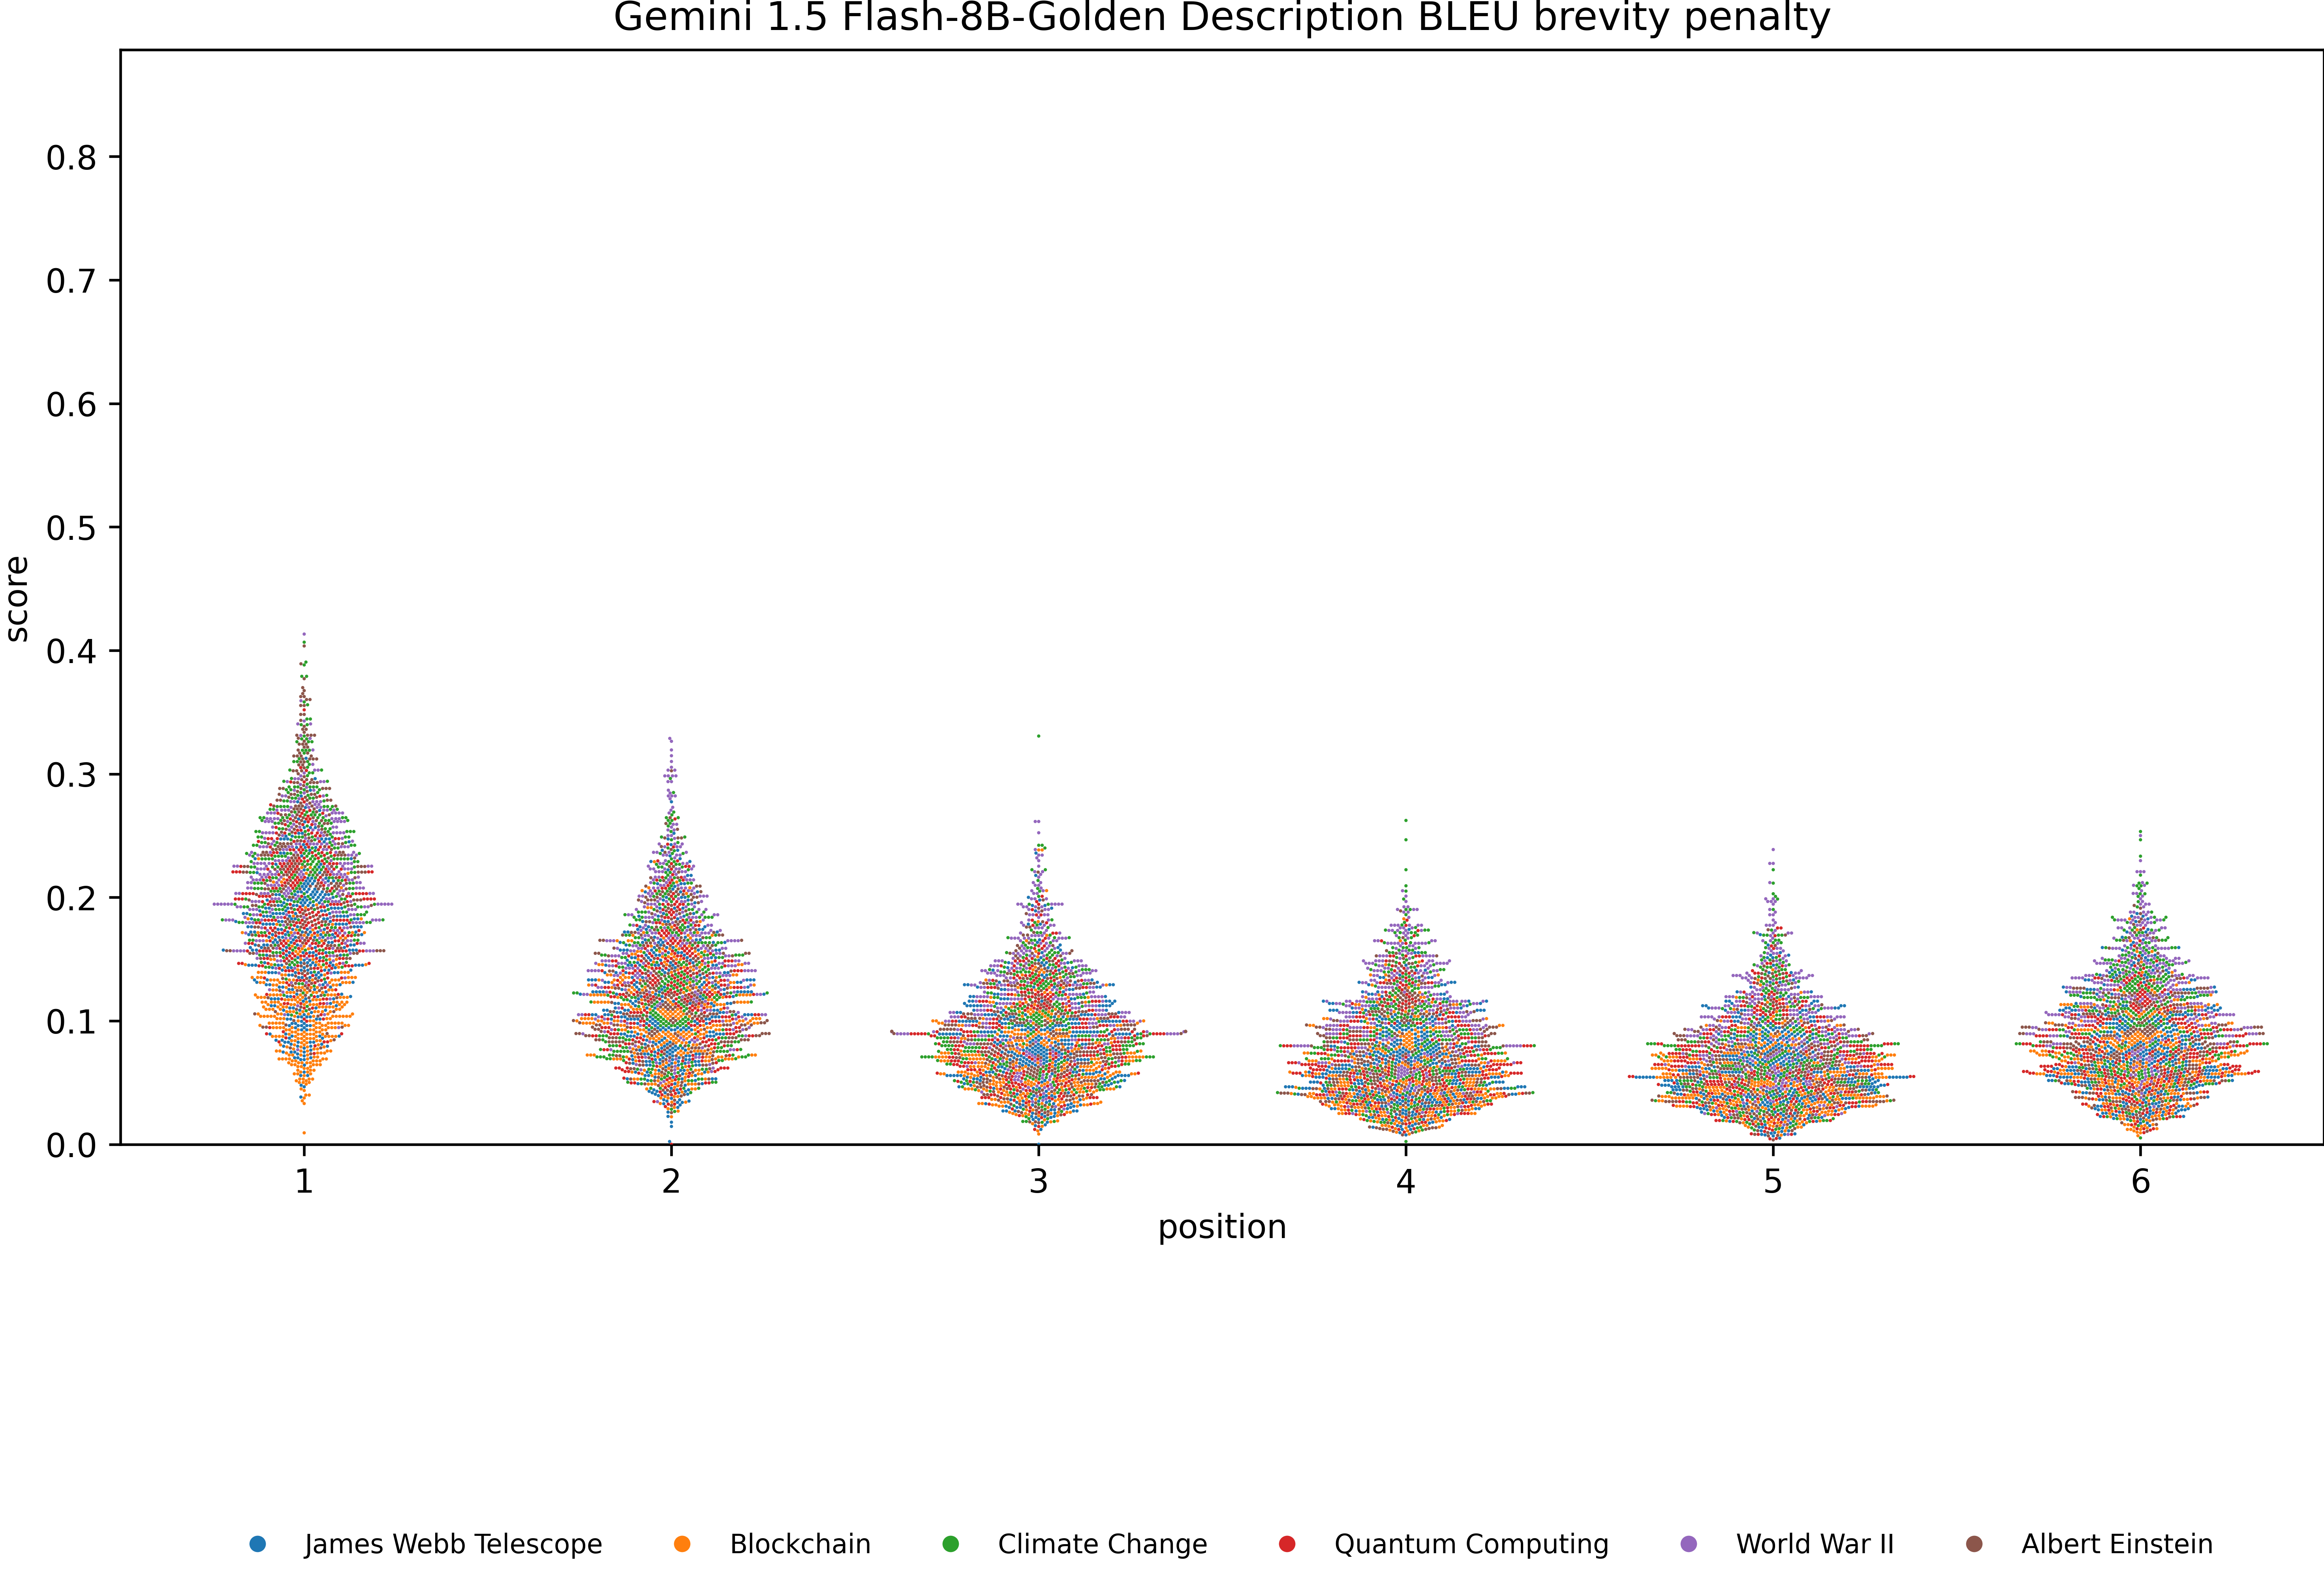 Gemini 1.5 Flash-8B-Golden Description BLEU brevity penalty
0.8
0.7
0.6
0.5
0.4
0.3
0.2
0.1
0.0
score
1 2 3 4 5 6
position
James Webb Telescope Blockchain Climate Change Quantum Computing World War II Albert Einstein